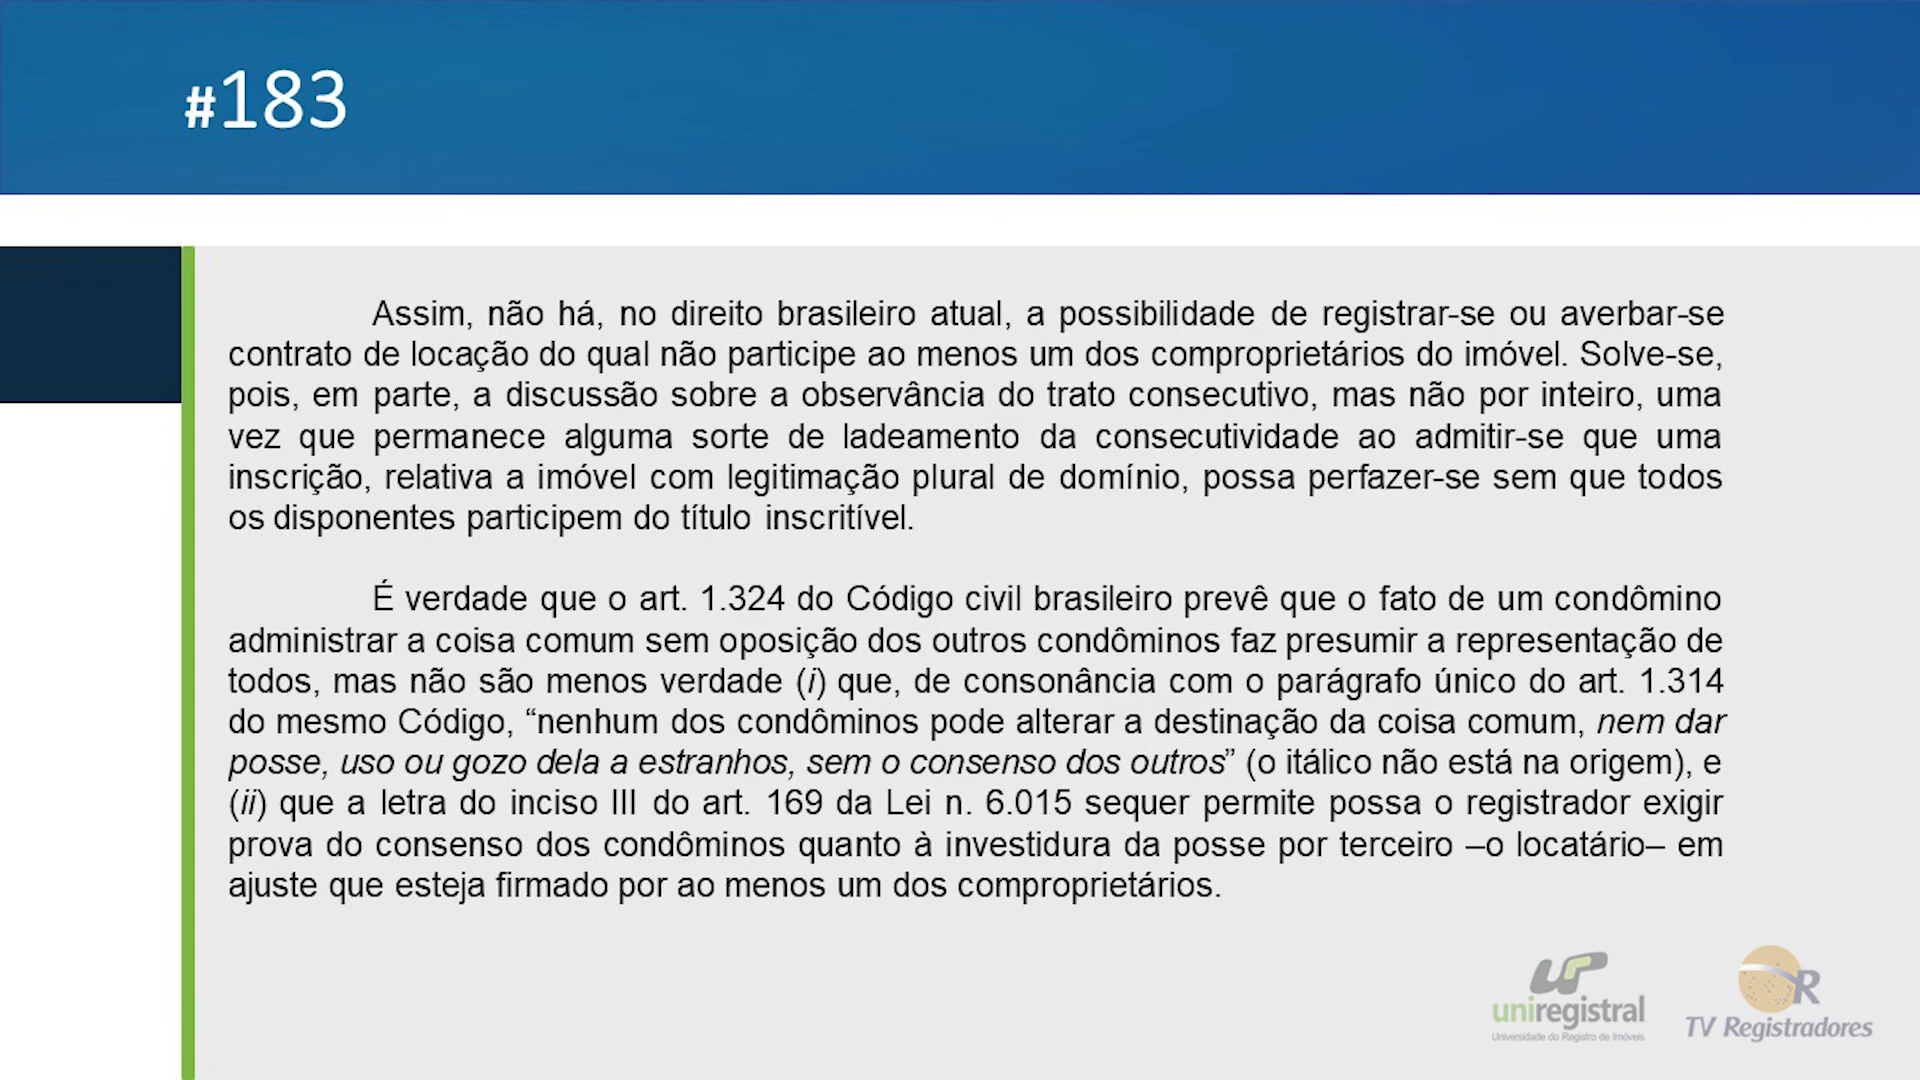 #183
Assim, não há, no direito brasileiro atual, a possibilidade de registrar-se ou averbar-se
contrato de locação do qual não participe ao menos um dos comproprietários do imóvel. Solve-se,
pois, em parte, a discussão sobre a observância do trato consecutivo, mas não por inteiro, uma
vez que permanece alguma sorte de ladeamento da consecutividade ao admitir-se que uma
inscrição, relativa a imóvel com legitimação plural de domínio, possa perfazer-se sem que todos
os disponentes participem do título inscritível.
É verdade que o art. 1.324 do Código civil brasileiro prevê que o fato de um condômino
administrar a coisa comum sem oposição dos outros condôminos faz presumir a representação de
todos, mas não são menos verdade (i) que, de consonância com o parágrafo único do art. 1.314
do mesmo Código, “nenhum dos condôminos pode alterar a destinação da coisa comum, nem dar
posse, uso ou gozo dela a estranhos, sem o consenso dos outros” (o itálico não está na origem), e
(ii) que a letra do inciso III do art. 169 da Lei n. 6.015 sequer permite possa o registrador exigir
prova do consenso dos condôminos quanto à investidura da posse por terceiro –o locatário– em
ajuste que esteja firmado por ao menos um dos comproprietários.
uniregistral
Universidade do Registro de Imóveis
R
TV Registradores